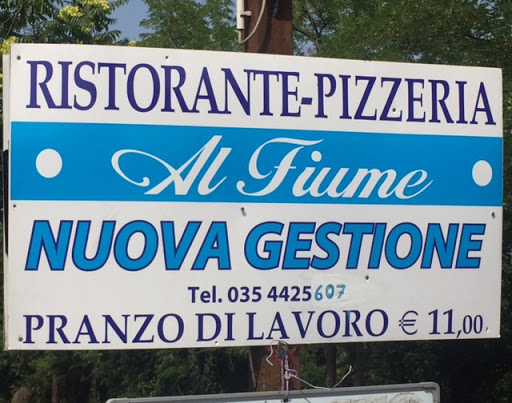 RISTORANTE-PIZZERIA
Al Fiume
NUOVA GESTIONE
Tel. 035 4425607
PRANZO DI LAVORO € 11,00